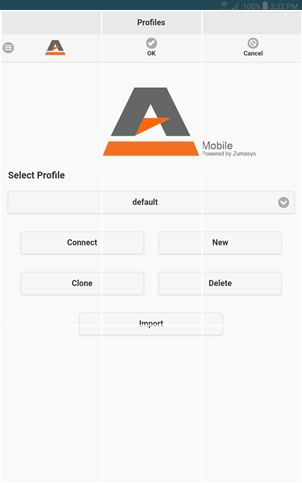 100% 3:22 PM
Profiles
OK
Cancel
Mobile
Powered by Zumasys
Select Profile
default
Connect
New
Clone
Delete
Import